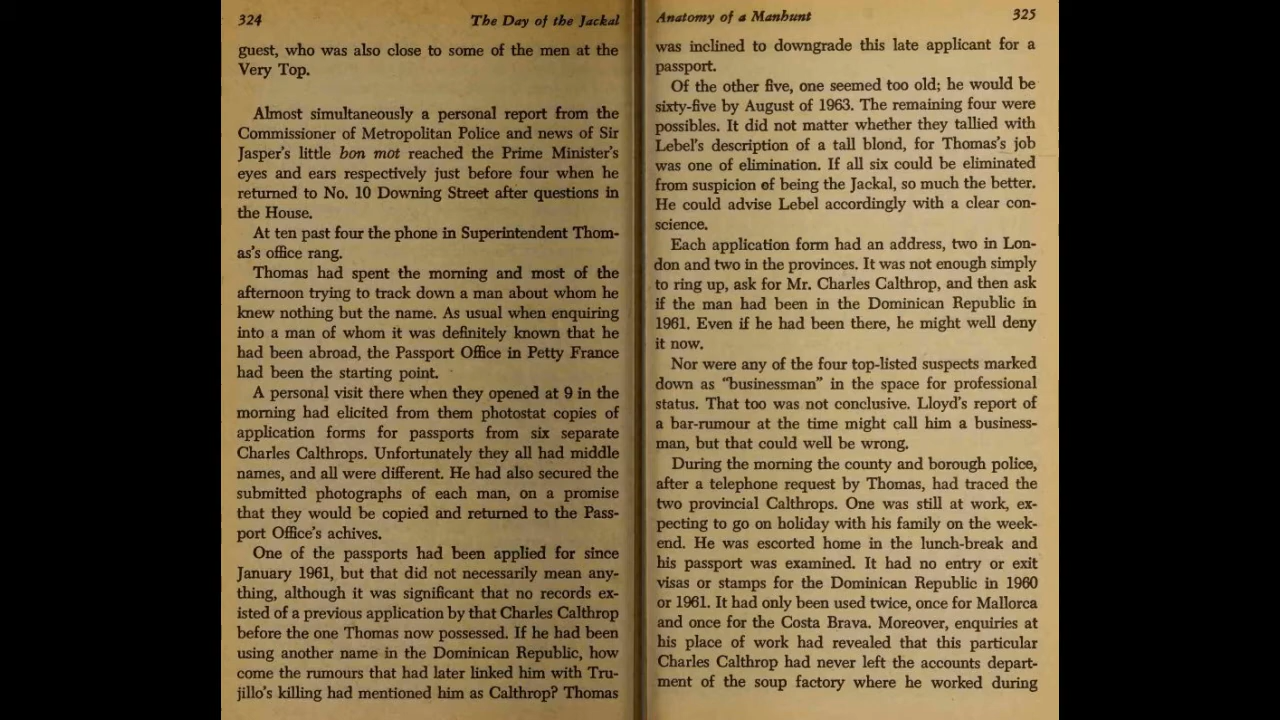 324
The Day of the Jackal
guest, who was also close to some of the men at the
Very Top.
Almost simultaneously a personal report from the
Commissioner of Metropolitan Police and news of Sir
Jasper's little bon mot reached the Prime Minister's
eyes and ears respectively just before four when he
returned to No. 10 Downing Street after questions in
the House.
At ten past four the phone in Superintendent Thom-
as's office rang.
Thomas had spent the morning and most of the
afternoon trying to track down a man about whom he
knew nothing but the name. As usual when enquiring
into a man of whom it was definitely known that he
had been abroad, the Passport Office in Petty France
had been the starting point.
A personal visit there when they opened at 9 in the
morning had elicited from them photostat copies of
application forms for passports from six separate
Charles Calthrops. Unfortunately they all had middle
names, and all were different. He had also secured the
submitted photographs of each man, on a promise
that they would be copied and returned to the Pass-
port Office's achives.
One of the passports had been applied for since
January 1961, but that did not necessarily mean any-
thing, although it was significant that no records ex-
isted of a previous application by that Charles Calthrop
before the one Thomas now possessed. If he had been
using another name in the Dominican Republic, how
come the rumours that had later linked him with Tru-
jillo's killing had mentioned him as Calthrop? Thomas
Anatomy of a Manhunt
325
was inclined to downgrade this late applicant for a
passport.
Of the other five, one seemed too old; he would be
sixty-five by August of 1963. The remaining four were
possibles. It did not matter whether they tallied with
Lebel's description of a tall blond, for Thomas's job
was one of elimination. If all six could be eliminated
from suspicion of being the Jackal, so much the better.
He could advise Lebel accordingly with a clear con-
science.
Each application form had an address, two in Lon-
don and two in the provinces. It was not enough simply
to ring up, ask for Mr. Charles Calthrop, and then ask
if the man had been in the Dominican Republic in
1961. Even if he had been there, he might well deny
it now.
Nor were any of the four top-listed suspects marked
down as "businessman" in the space for professional
status. That too was not conclusive. Lloyd's report of
a bar-rumour at the time might call him a business-
man, but that could well be wrong.
During the morning the county and borough police,
after a telephone request by Thomas, had traced the
two provincial Calthrops. One was still at work, ex-
pecting to go on holiday with his family on the week-
end. He was escorted home in the lunch-break and
his passport was examined. It had no entry or exit
visas or stamps for the Dominican Republic in 1960
or 1961. It had only been used twice, once for Mallorca
and once for the Costa Brava. Moreover, enquiries at
his place of work had revealed that this particular
Charles Calthrop had never left the accounts depart-
ment of the soup factory where he worked during